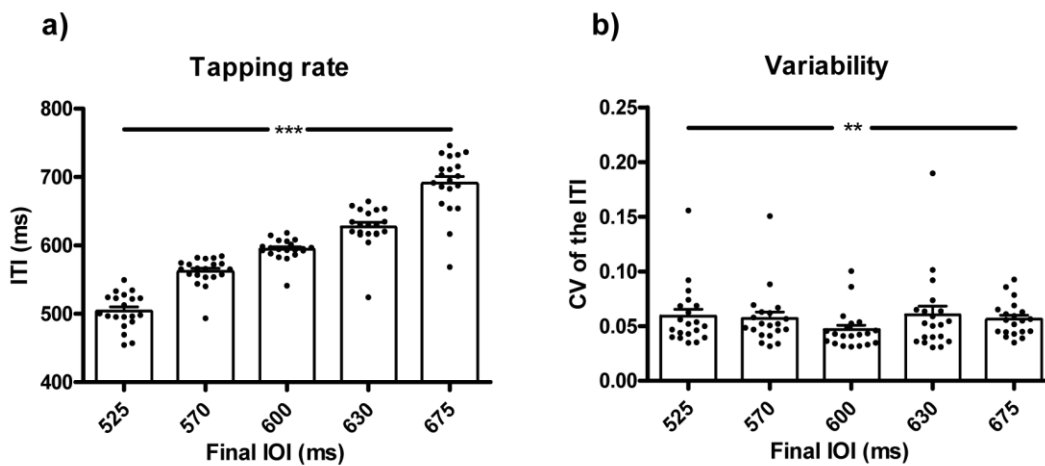 a)
Tapping rate
800
700
600
500
400
ITI (ms)
***
525
570
600
630
675
Final IOI (ms)
b)
Variability
0.25
0.20
0.15
0.10
0.05
0.00
CV of the ITI
**
525
570
600
630
675
Final IOI (ms)